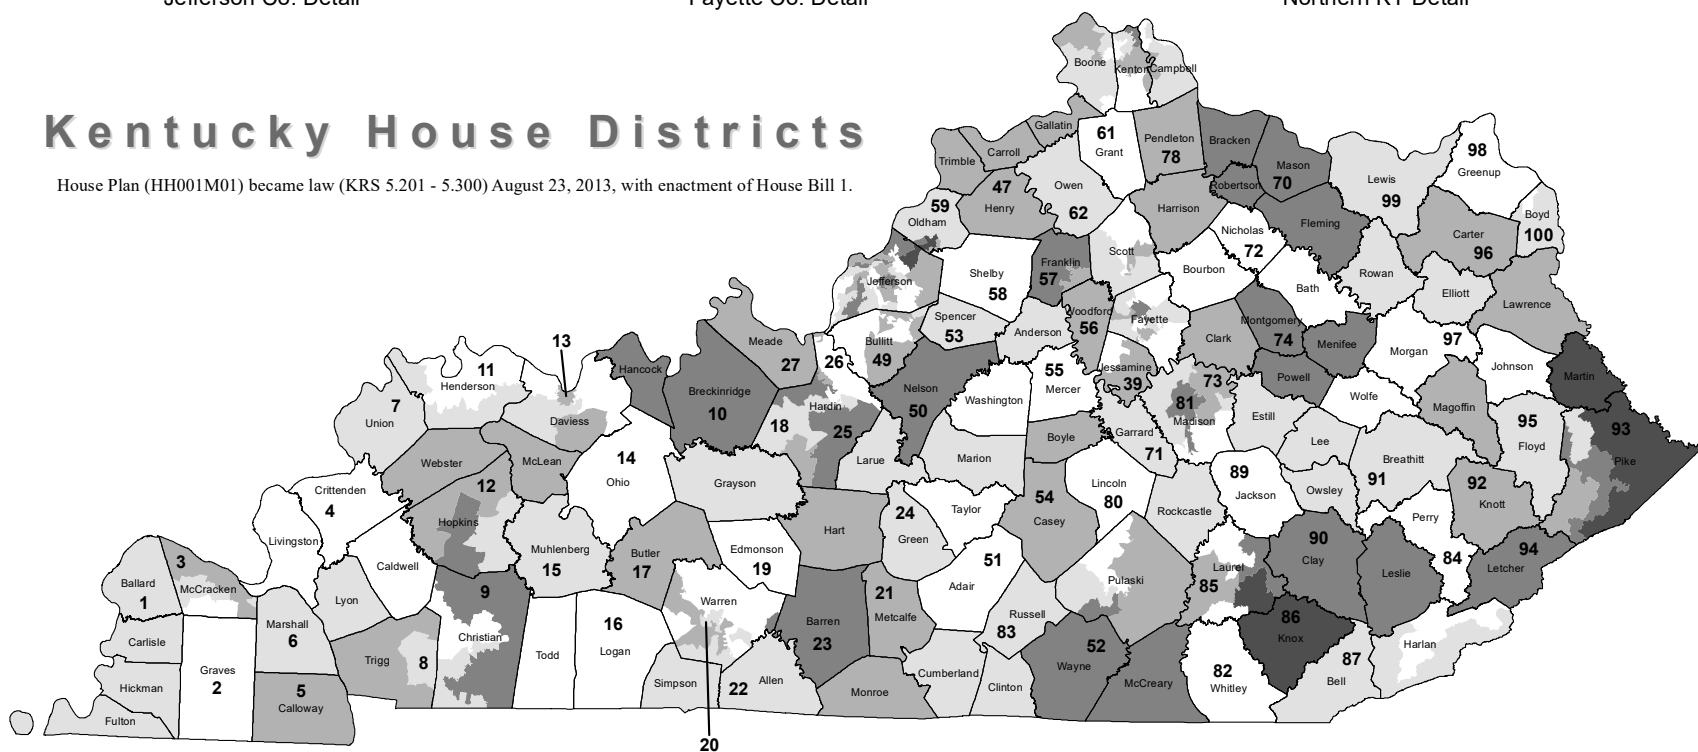 Jefferson Co. Detail
Fayette Co. Detail
Northern KY Detail
Kentucky House Districts
House Plan (HH001M01) became law (KRS 5.201 - 5.300) August 23, 2013, with enactment of House Bill 1.
Boone
Kenton
Campbell
Gallatin
61
Grant
Pendleton
78
Bracken
Mason
70
Robertson
Lewis
99
98
Greenup
Trimble
Carroll
47
Henry
Owen
62
Harrison
Fleming
Carter
96
Boyd
100
59
Oldham
Nicholas
72
Scott
Franklin
57
Shelby
58
Jefferson
Bourbon
Bath
Rowan
Elliott
Lawrence
Woodford
56
Fayette
Clark
Montgomery
74
Menifee
97
Morgan
Johnson
Martin
Spencer
53
Anderson
Bullitt
49
26
Meade
27
13
11
Henderson
Hancock
Breckinridge
10
Daviess
7
Union
Hardin
18
25
Nelson
50
Washington
55
Mercer
Jessamine
39
73
81
Madison
Powell
Estill
Wolfe
Magoffin
95
Floyd
93
Pike
Lee
Breathitt
91
92
Knott
Garrard
71
Boyle
Marion
Larue
Grayson
14
Ohio
McLean
Webster
12
Hopkins
Crittenden
4
Livingston
Caldwell
Muhlenberg
15
Butler
17
Edmonson
19
Hart
24
Green
Taylor
54
Casey
Lincoln
80
Rockcastle
89
Jackson
Owsley
Perry
84
94
Letcher
90
Clay
Leslie
Laurel
85
Pulaski
51
Adair
Russell
83
21
Metcalfe
Barren
23
Warren
16
Logan
Todd
9
Christian
Lyon
Trigg
8
3
McCracken
Ballard
1
Carlisle
Marshall
6
Graves
2
Hickman
5
Calloway
Fulton
Simpson
22
Allen
20
Monroe
Cumberland
Clinton
52
Wayne
McCreary
82
Whitley
86
Knox
87
Bell
Harlan